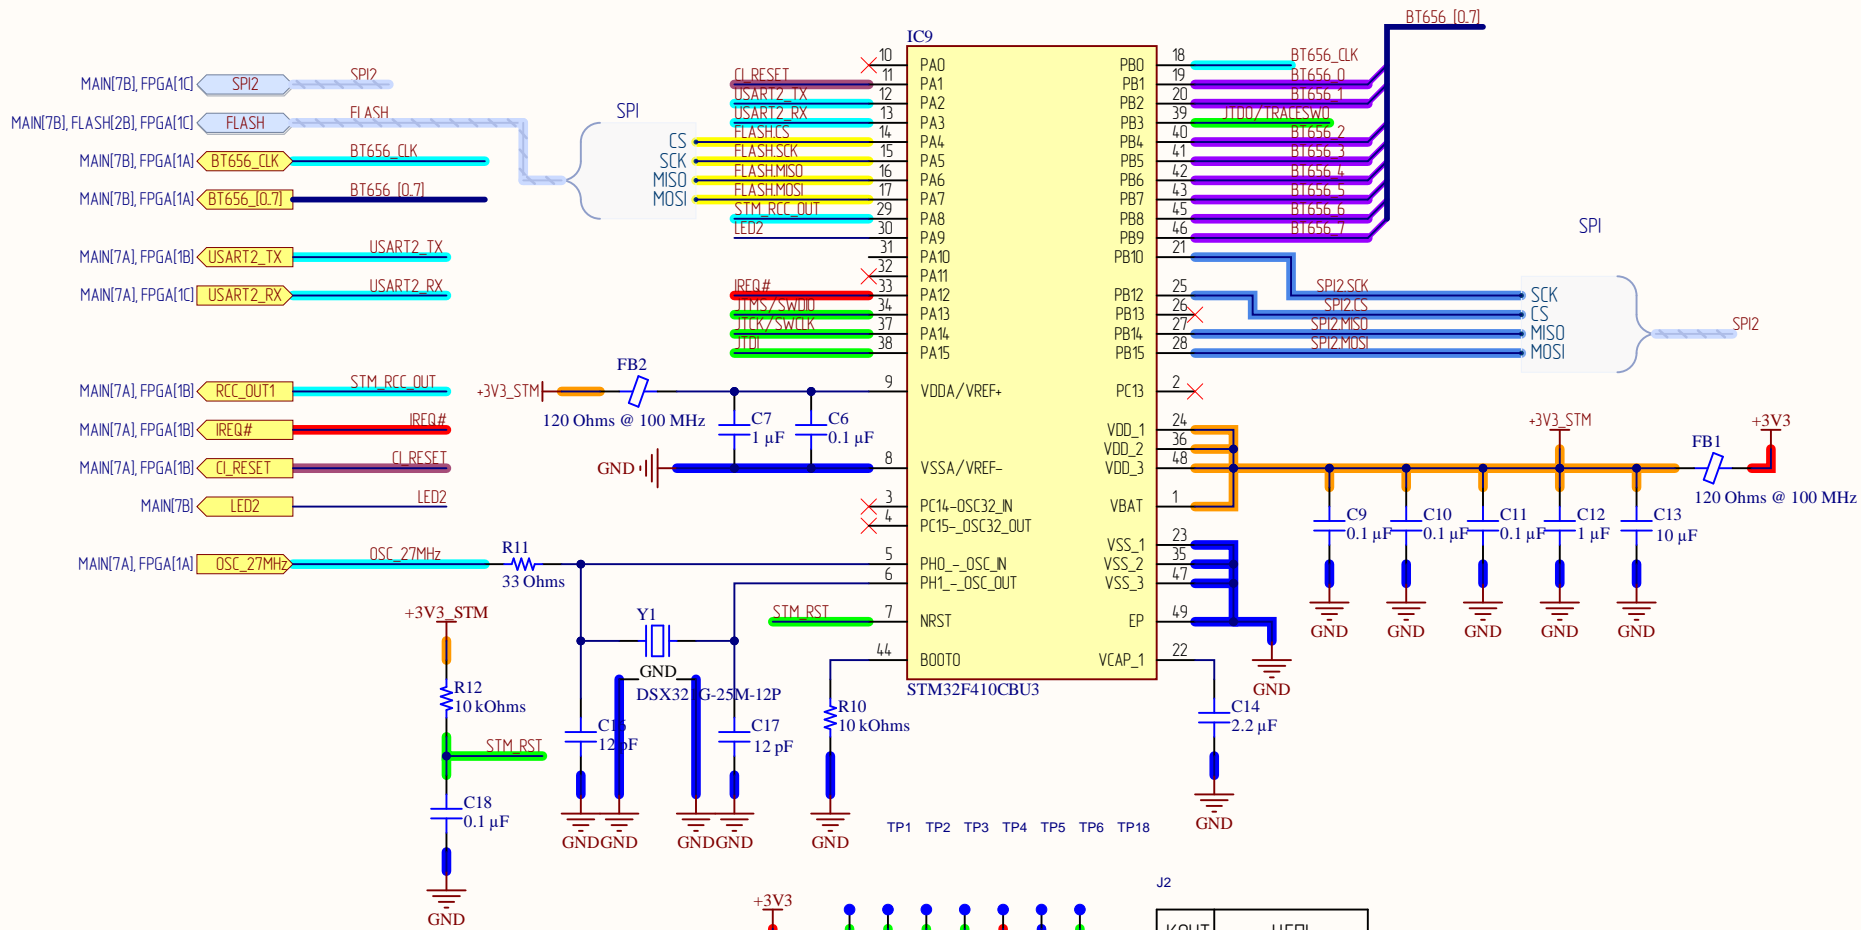 BT656_[0..7]
IC9
MAIN[7B], FPGA[1C] SPI2 SPI2
MAIN[7B], FLASH[2B], FPGA[1C] FLASH FLASH
MAIN[7B], FPGA[1A] BT656_CLK BT656_CLK
MAIN[7B], FPGA[1A] BT656_[0..7] BT656_[0..7]
MAIN[7A], FPGA[1B] USART2_TX USART2_TX
MAIN[7A], FPGA[1C] USART2_RX USART2_RX
MAIN[7A], FPGA[1B] RCC_OUT1 STM_RCC_OUT
MAIN[7A], FPGA[1B] IREQ# IREQ#
MAIN[7A], FPGA[1B] CI_RESET CI_RESET
MAIN[7B] LED2 LED2
MAIN[7A], FPGA[1A] OSC_27MHz OSC_27MHz
SPI
CS
SCK
MISO
MOSI
10 PA0
CI_RESET 11 PA1
USART2_TX 12 PA2
USART2_RX 13 PA3
FLASH.CS 14 PA4
FLASH.SCK 15 PA5
FLASH.MISO 16 PA6
FLASH.MOSI 17 PA7
STM_RCC_OUT 29 PA8
LED2 30 PA9
31 PA10
32 PA11
IREQ# 33 PA12
JTMS/SWDIO 34 PA13
JTCK/SWCLK 37 PA14
JTDI 38 PA15
9 VDDA/VREF+
8 VSSA/VREF-
3 PC14-OSC32_IN
4 PC15-_OSC32_OUT
5 PH0_-_OSC_IN
6 PH1_-_OSC_OUT
STM_RST 7 NRST
44 BOOT0
PB0 18 BT656_CLK
PB1 19 BT656_0
PB2 20 BT656_1
PB3 39 JTDO/TRACESWO
PB4 40 BT656_2
PB5 41 BT656_3
PB6 42 BT656_4
PB7 43 BT656_5
PB8 45 BT656_6
PB9 46 BT656_7
PB10 21
PB12 25 SPI2.SCK
PB13 26 SPI2.CS
PB14 27 SPI2.MISO
PB15 28 SPI2.MOSI
PC13 2
VDD_1 24
VDD_2 36
VDD_3 48
VBAT 1
VSS_1 23
VSS_2 35
VSS_3 47
EP 49
VCAP_1 22
STM32F410CBU3
SPI
SCK
CS
MISO
MOSI
SPI2
FB2
+3V3_STM
120 Ohms @ 100 MHz
C7
1 µF
C6
0.1 µF
GND
+3V3_STM
+3V3
FB1
120 Ohms @ 100 MHz
C9
0.1 µF
C10
0.1 µF
C11
0.1 µF
C12
1 µF
C13
10 µF
GND GND GND GND GND
GND
C14
2.2 µF
GND
R11
33 Ohms
+3V3_STM
R12
10 kOhms
STM_RST
C18
0.1 µF
GND
Y1
GND
12 pF
C17
12 pF
GND GND GND GND
R10
10 kOhms
GND
TP1 TP2 TP3 TP4 TP5 TP6 TP18
+3V3
J2